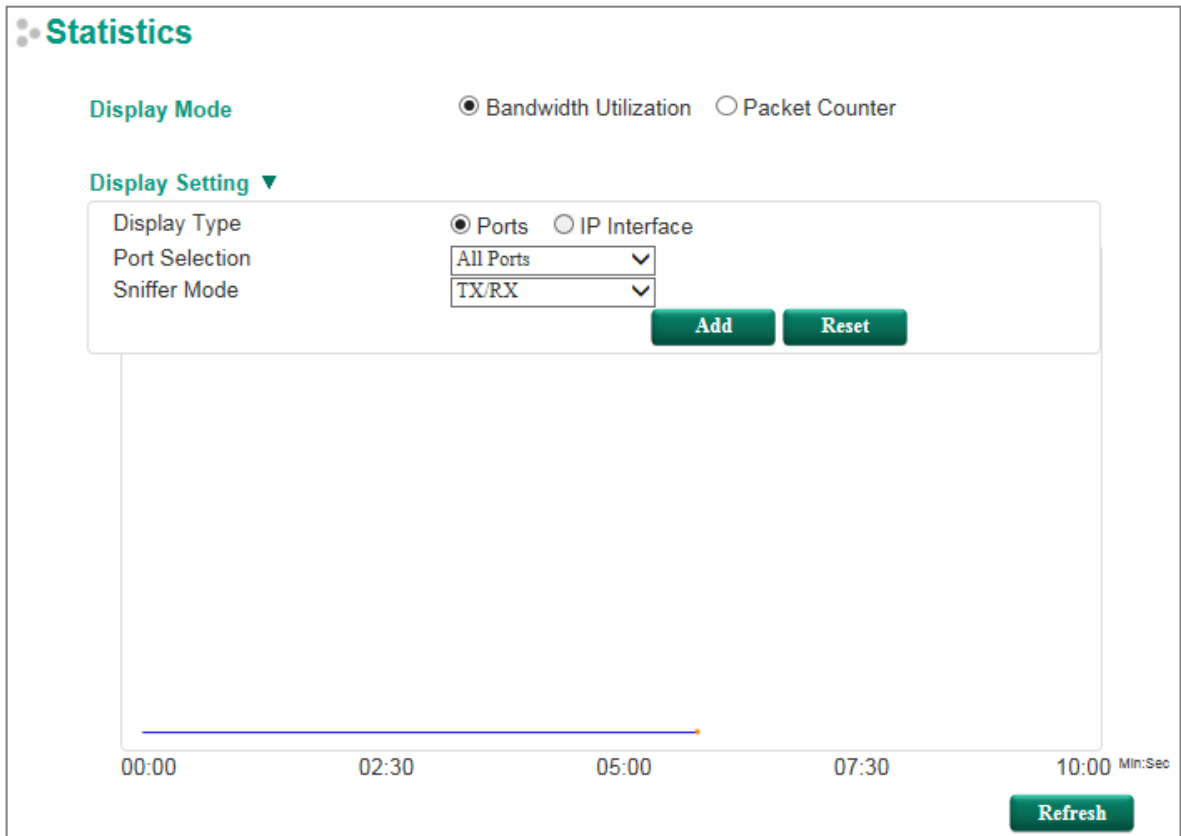 Statistics
Display Mode Bandwidth Utilization Packet Counter
Display Setting ▼
Display Type Ports IP Interface
Port Selection All Ports
Sniffer Mode TX/RX
Add Reset
00:00 02:30 05:00 07:30 10:00 Min:Sec
Refresh